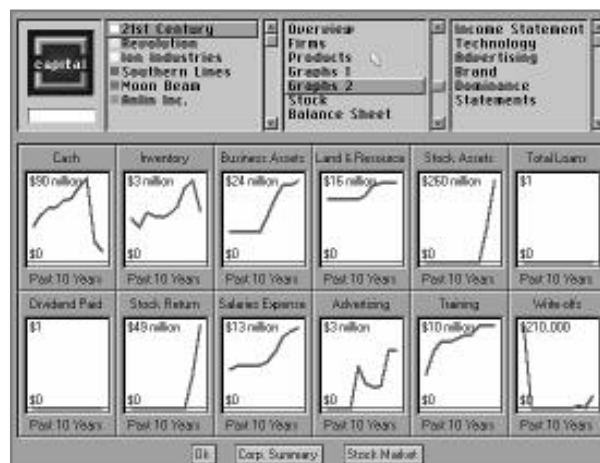 capital
21st Century
Revolution
Ion Industries
Southern Lines
Moon Beam
Anlin Inc.
Overview
Firms
Products
Graphs 1
Graphs 2
Stock
Balance Sheet
Income Statement
Technology
Advertising
Brand
Dominance
Statements
Cash Inventory Business Assets Land & Resource Stock Assets Total Loans
$90 million $3 million $24 million $16 million $260 million $1
$0 $0 $0 $0 $0 $0
Past 10 Years Past 10 Years Past 10 Years Past 10 Years Past 10 Years Past 10 Years
Dividend Paid Stock Return Salaries Expense Advertizing Training Write-offs
$1 $49 million $13 million $3 million $10 million $210,000
$0 $0 $0 $0 $0 $0
Past 10 Years Past 10 Years Past 10 Years Past 10 Years Past 10 Years Past 10 Years
Ok Corp. Summary Stock Market